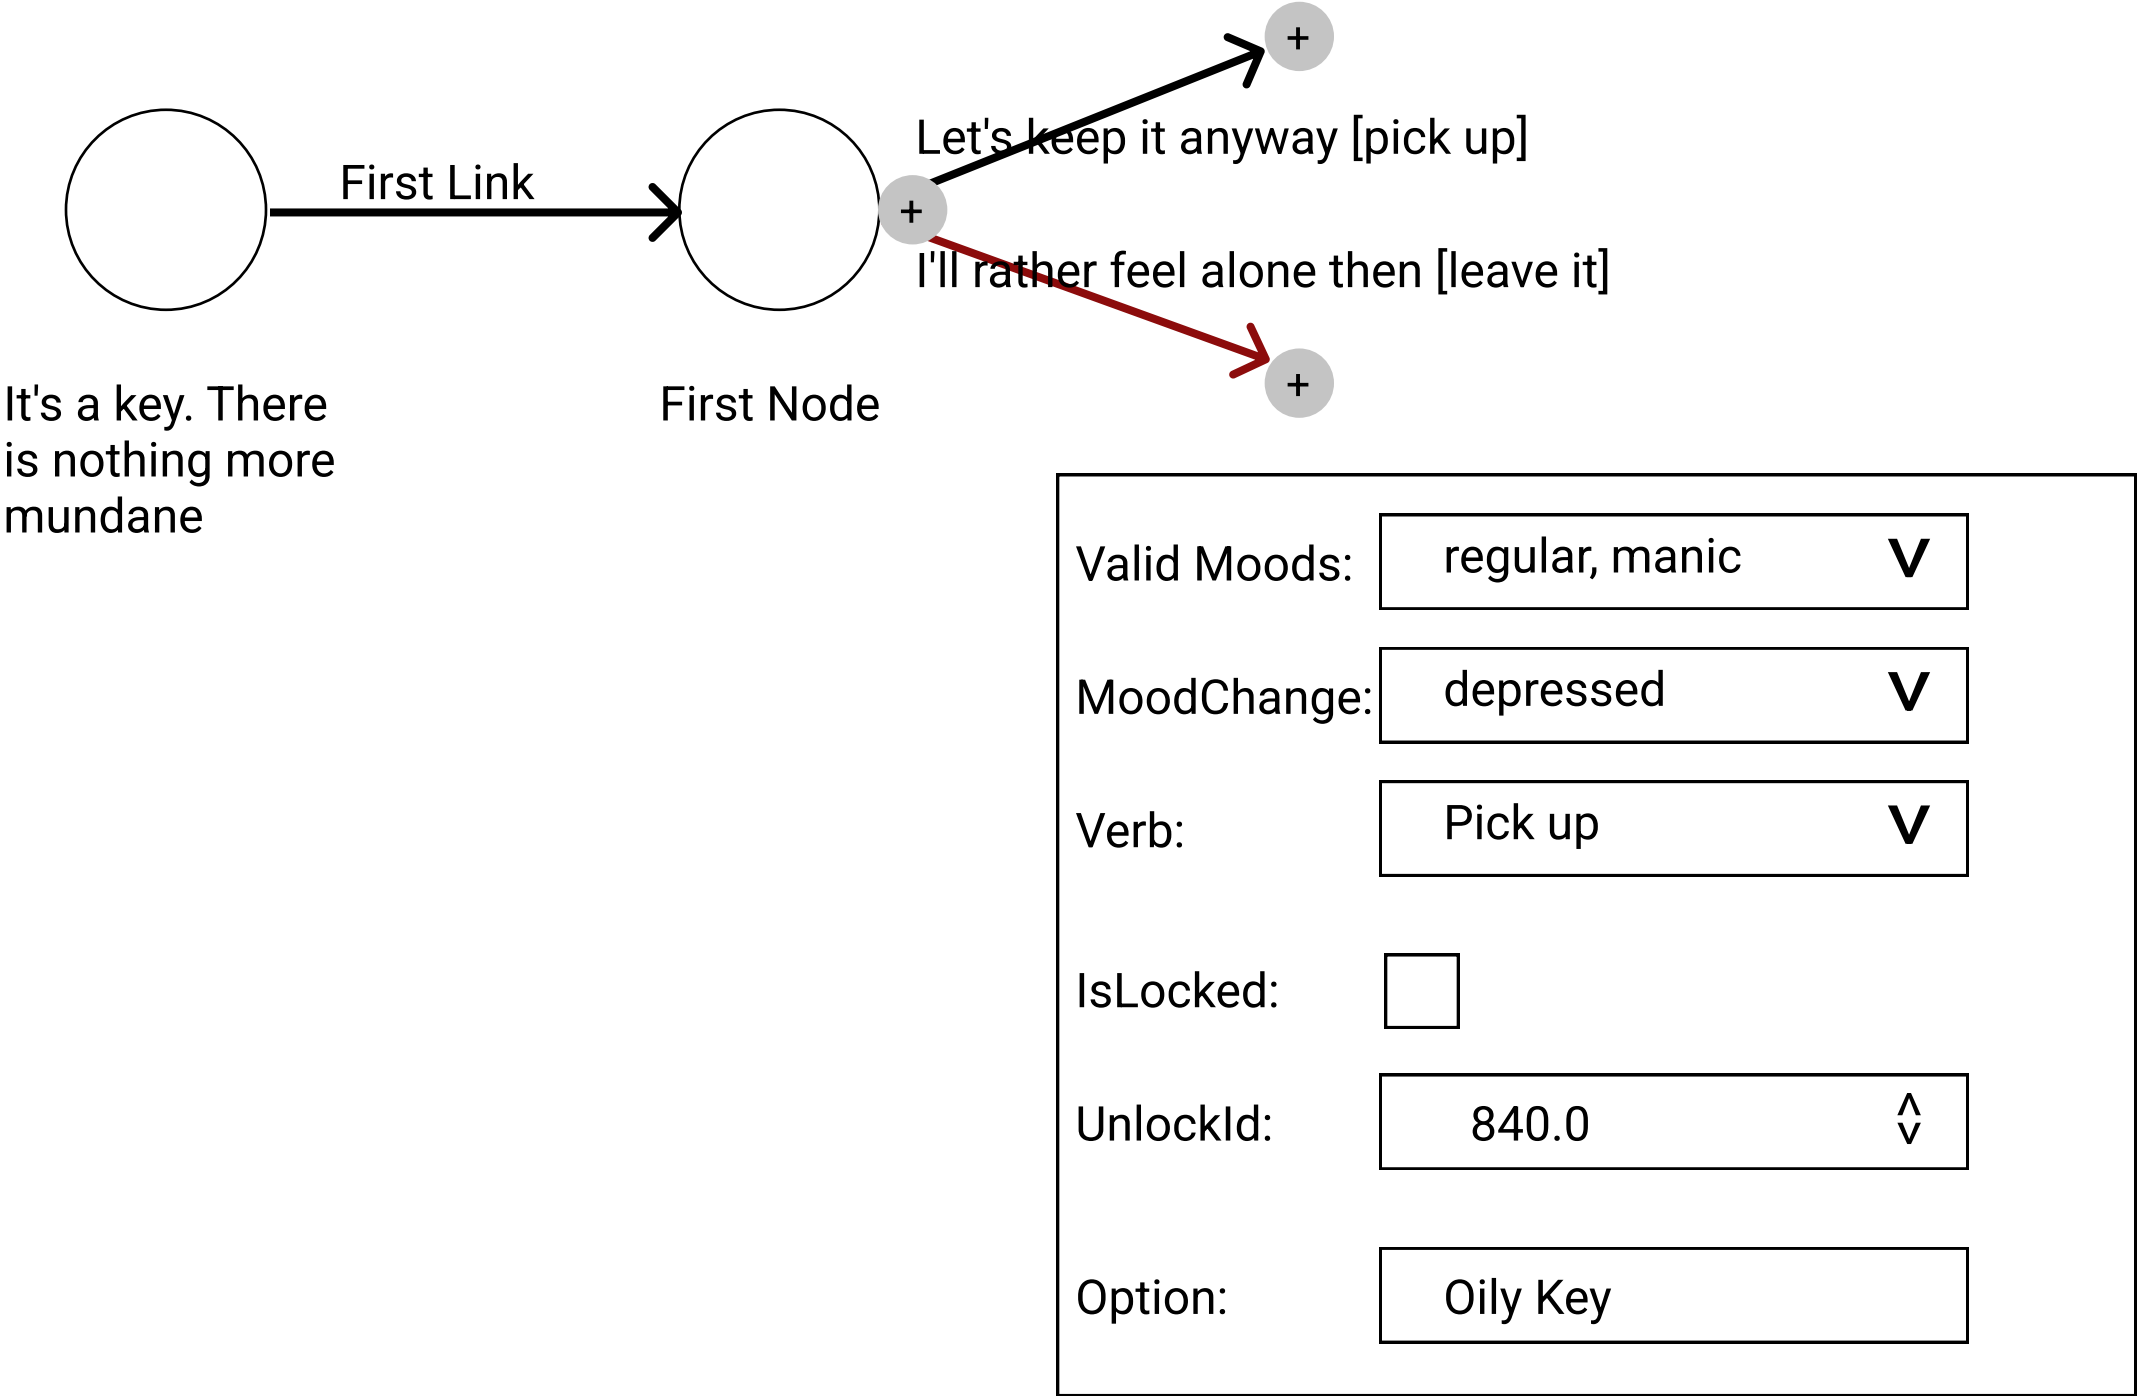 +
Let's keep it anyway [pick up]
First Link
+
I'll rather feel alone then [leave it]
+
It's a key. There
is nothing more
mundane
First Node
Valid Moods: regular, manic V
MoodChange: depressed V
Verb: Pick up V
IsLocked:
UnlockId: 840.0
Option: Oily Key